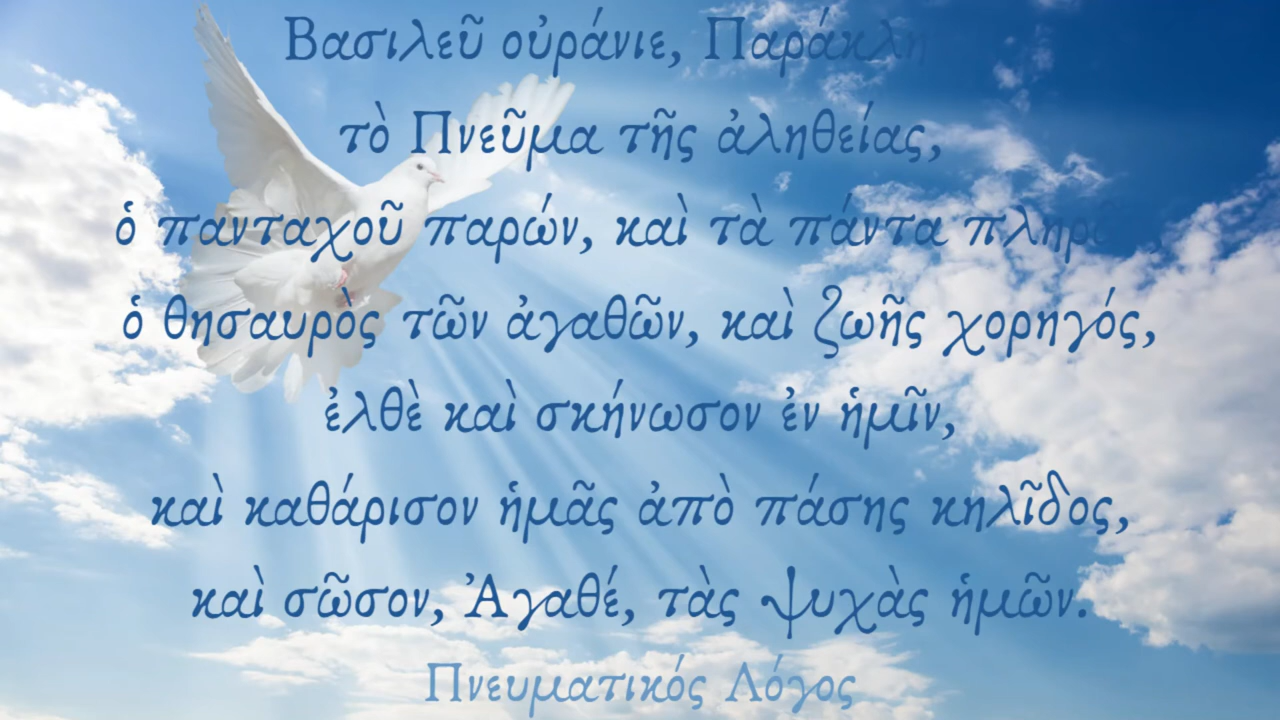 Βασιλεῦ οὐράνιε,
τὸ Πνεῦμα τῆς ἀληθείας,
ὁ πανταχοῦ παρών, καὶ τὰ πάντα
ὁ θησαυρὸς τῶν ἀγαθῶν, καὶ ζωῆς χορηγός,
ἐλθὲ καὶ σκήνωσον ἐν ἡμῖν,
καὶ καθάρισον ἡμᾶς ἀπὸ πάσης κηλῖδος,
καὶ σῶσον, Ἀγαθέ, τὰς ψυχὰς ἡμῶν.
Πνευματικός Λόγος